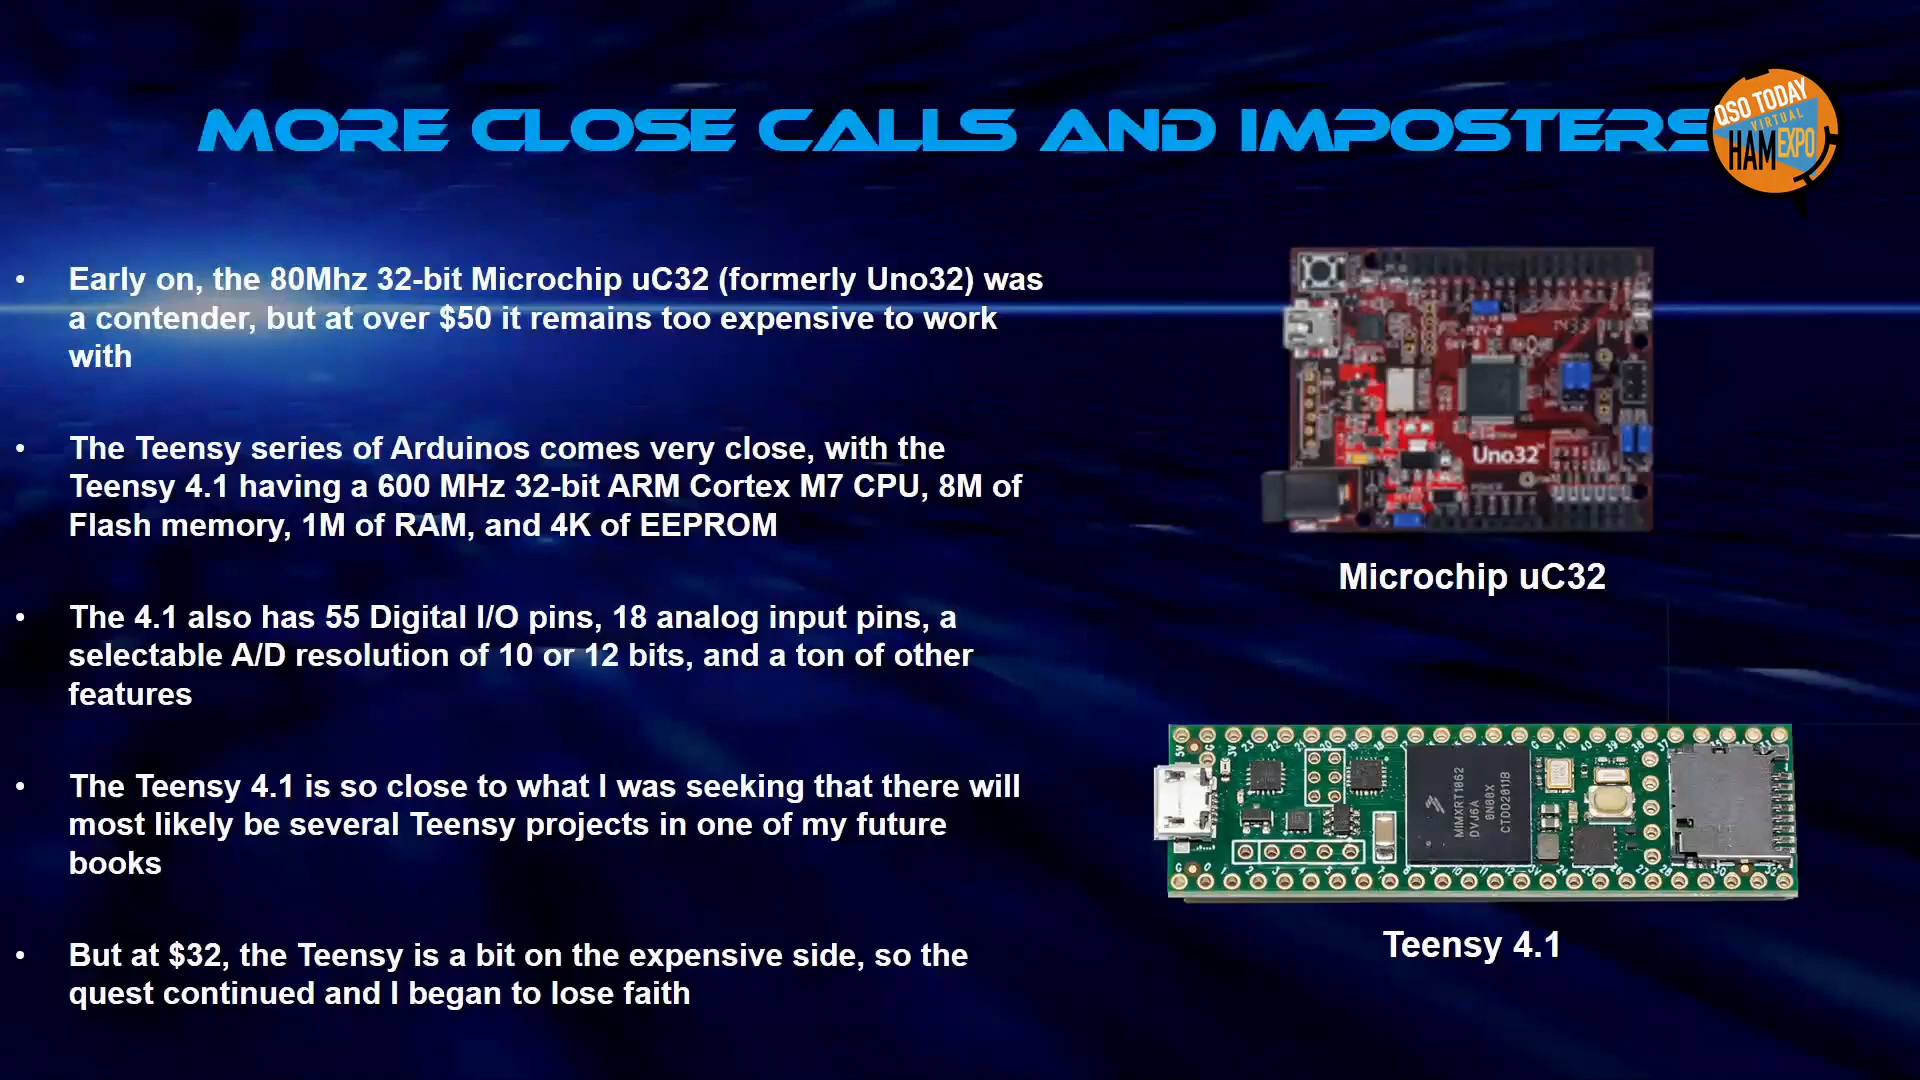 MORE CLOSE CALLS AND IMPOSTERS
QSO TODAY
VIRTUAL
HAM EXPO
• Early on, the 80Mhz 32-bit Microchip uC32 (formerly Uno32) was
a contender, but at over $50 it remains too expensive to work
with
• The Teensy series of Arduinos comes very close, with the
Teensy 4.1 having a 600 MHz 32-bit ARM Cortex M7 CPU, 8M of
Flash memory, 1M of RAM, and 4K of EEPROM
• The 4.1 also has 55 Digital I/O pins, 18 analog input pins, a
selectable A/D resolution of 10 or 12 bits, and a ton of other
features
• The Teensy 4.1 is so close to what I was seeking that there will
most likely be several Teensy projects in one of my future
books
• But at $32, the Teensy is a bit on the expensive side, so the
quest continued and I began to lose faith
Uno32
Microchip uC32
MIMXRT1062
DVJ6A
Teensy 4.1